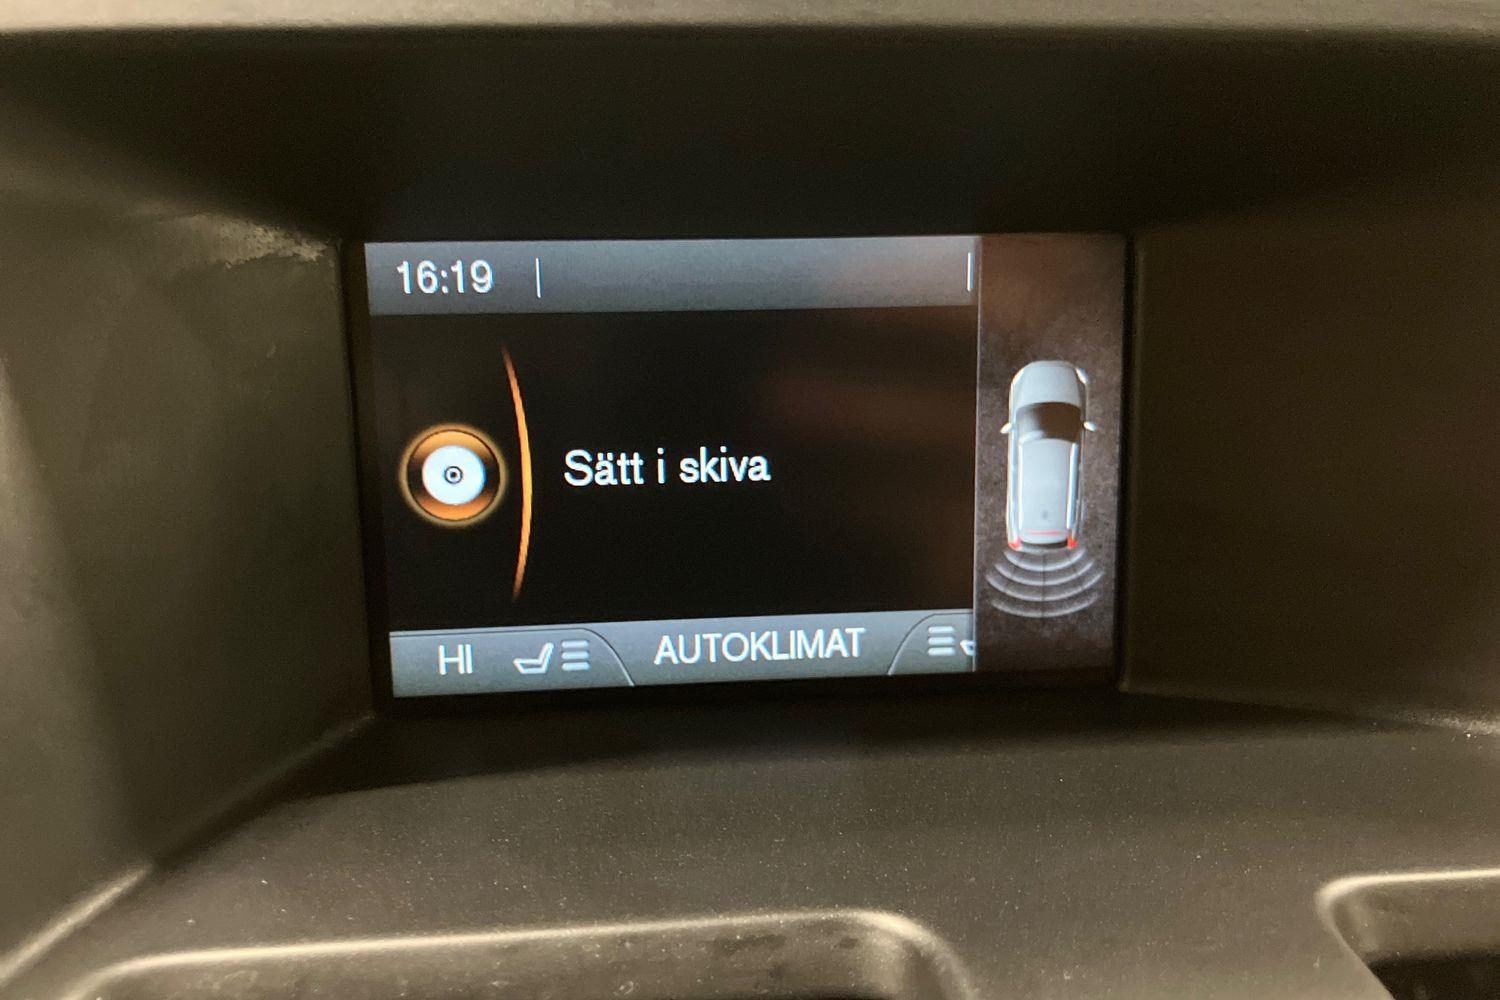 16:19
Sätt i skiva
HI
AUTOKLIMAT